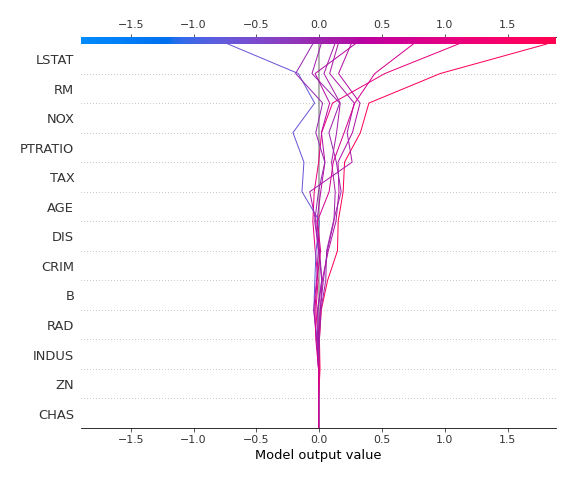 −1.5 −1.0 −0.5 0.0 0.5 1.0 1.5
LSTAT
RM
NOX
PTRATIO
TAX
AGE
DIS
CRIM
B
RAD
INDUS
ZN
CHAS
−1.5 −1.0 −0.5 0.0 0.5 1.0 1.5
Model output value